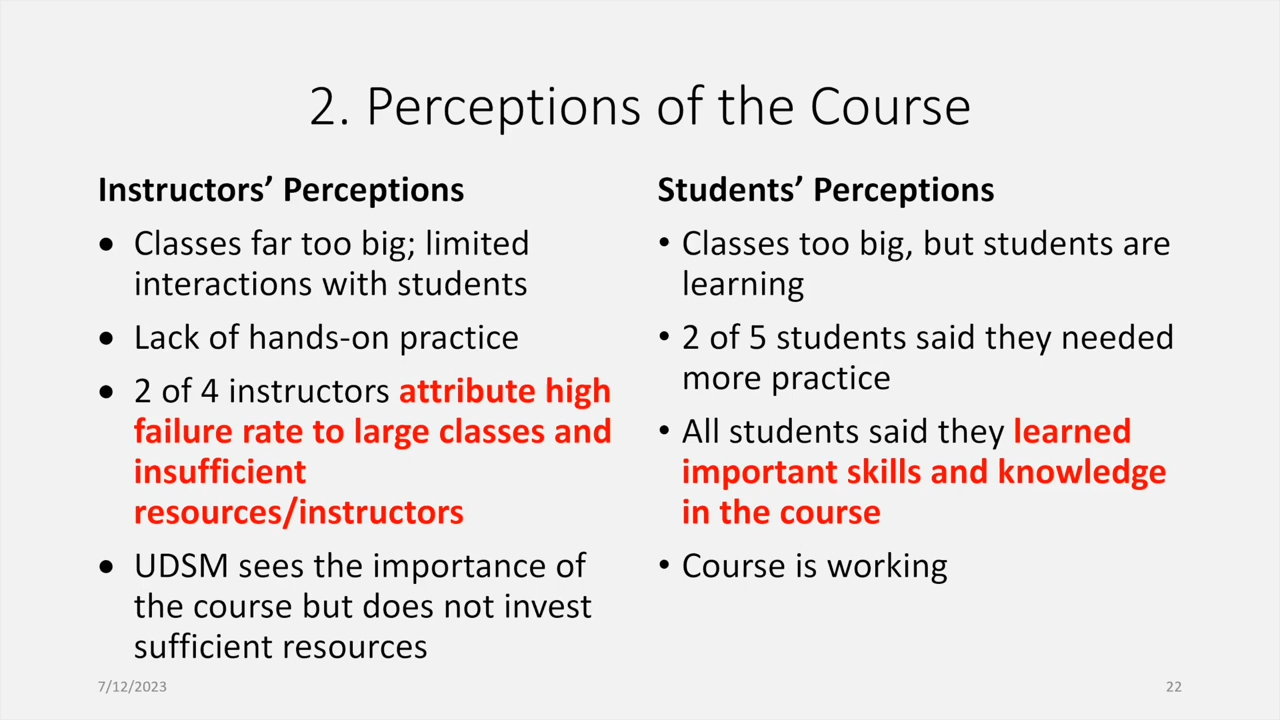 2. Perceptions of the Course
Instructors’ Perceptions
• Classes far too big; limited
interactions with students
• Lack of hands-on practice
• 2 of 4 instructors attribute high
failure rate to large classes and
insufficient
resources/instructors
• UDSM sees the importance of
the course but does not invest
sufficient resources
Students’ Perceptions
• Classes too big, but students are
learning
• 2 of 5 students said they needed
more practice
• All students said they learned
important skills and knowledge
in the course
• Course is working
7/12/2023
22